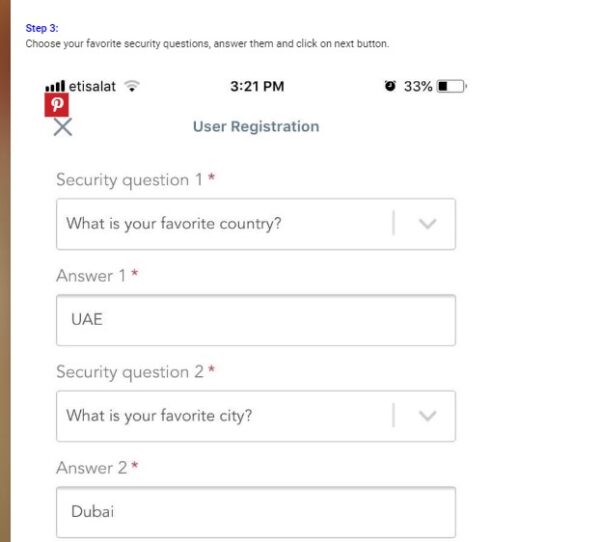 Step 3:
Choose your favorite security questions, answer them and click on next button.
etisalat 3:21 PM 33%
User Registration
Security question 1 *
What is your favorite country?
Answer 1 *
UAE
Security question 2 *
What is your favorite city?
Answer 2 *
Dubai